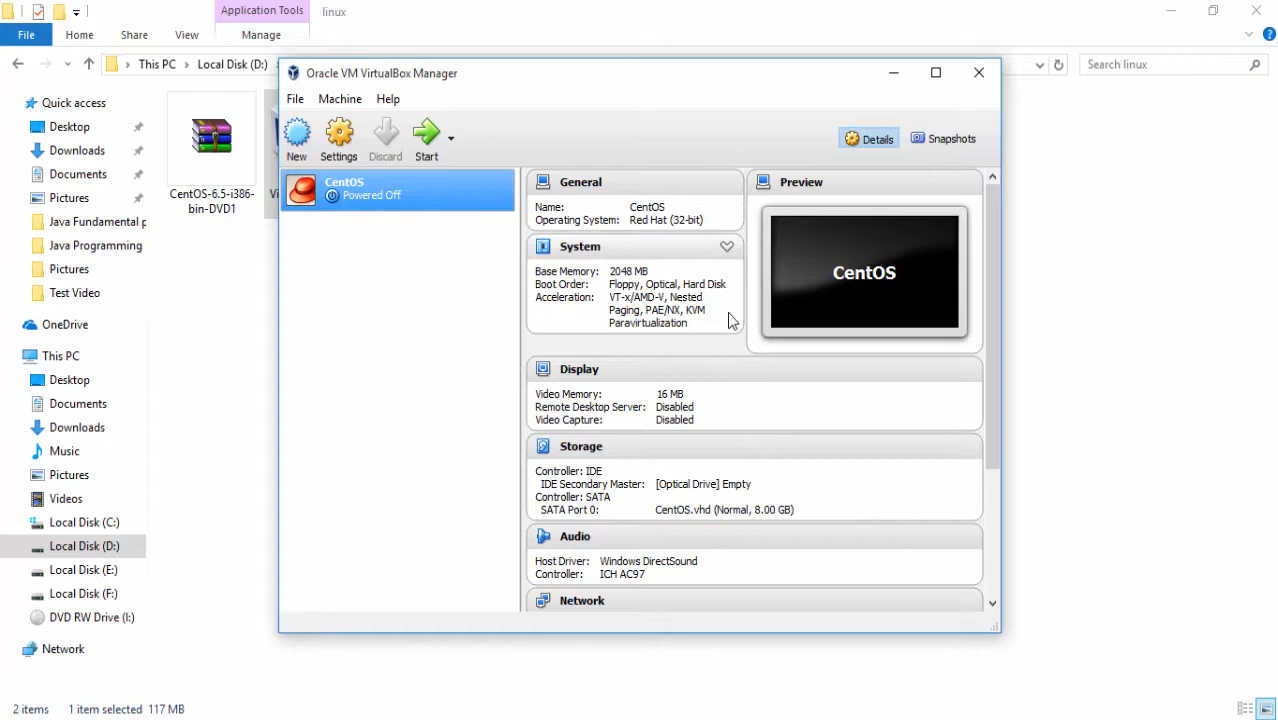 Application Tools
linux
File
Home
Share
View
Manage
This PC
Local Disk (D:)
Search linux
Quick access
Desktop
Downloads
Documents
Pictures
Java Fundamental p
Java Programming
Pictures
Test Video
OneDrive
This PC
Desktop
Documents
Downloads
Music
Pictures
Videos
Local Disk (C:)
Local Disk (D:)
Local Disk (E:)
Local Disk (F:)
DVD RW Drive (I:)
Network
CentOS-6.5-i386-
bin-DVD1
Vi
Oracle VM VirtualBox Manager
File
Machine
Help
New
Settings
Discard
Start
Details
Snapshots
CentOS
Powered Off
General
Name: CentOS
Operating System: Red Hat (32-bit)
System
Base Memory: 2048 MB
Boot Order: Floppy, Optical, Hard Disk
Acceleration: VT-x/AMD-V, Nested
Paging, PAE/NX, KVM
Paravirtualization
Preview
CentOS
Display
Video Memory: 16 MB
Remote Desktop Server: Disabled
Video Capture: Disabled
Storage
Controller: IDE
IDE Secondary Master: [Optical Drive] Empty
Controller: SATA
SATA Port 0: CentOS.vhd (Normal, 8.00 GB)
Audio
Host Driver: Windows DirectSound
Controller: ICH AC97
Network
2 items
1 item selected 117 MB